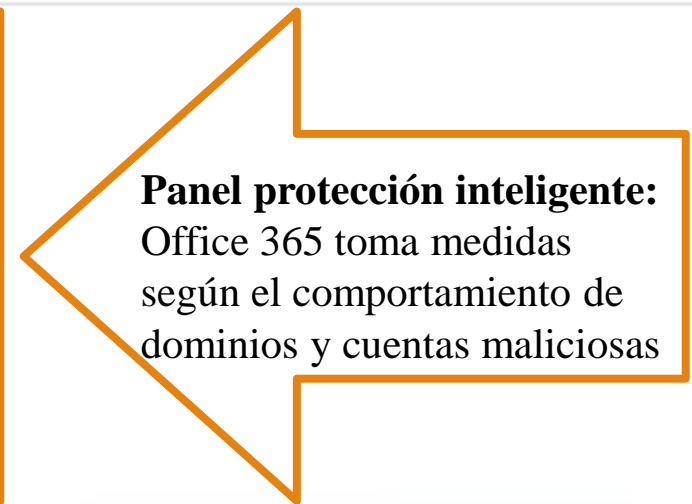 Panel protección inteligente:
Office 365 toma medidas
según el comportamiento de
dominios y cuentas maliciosas